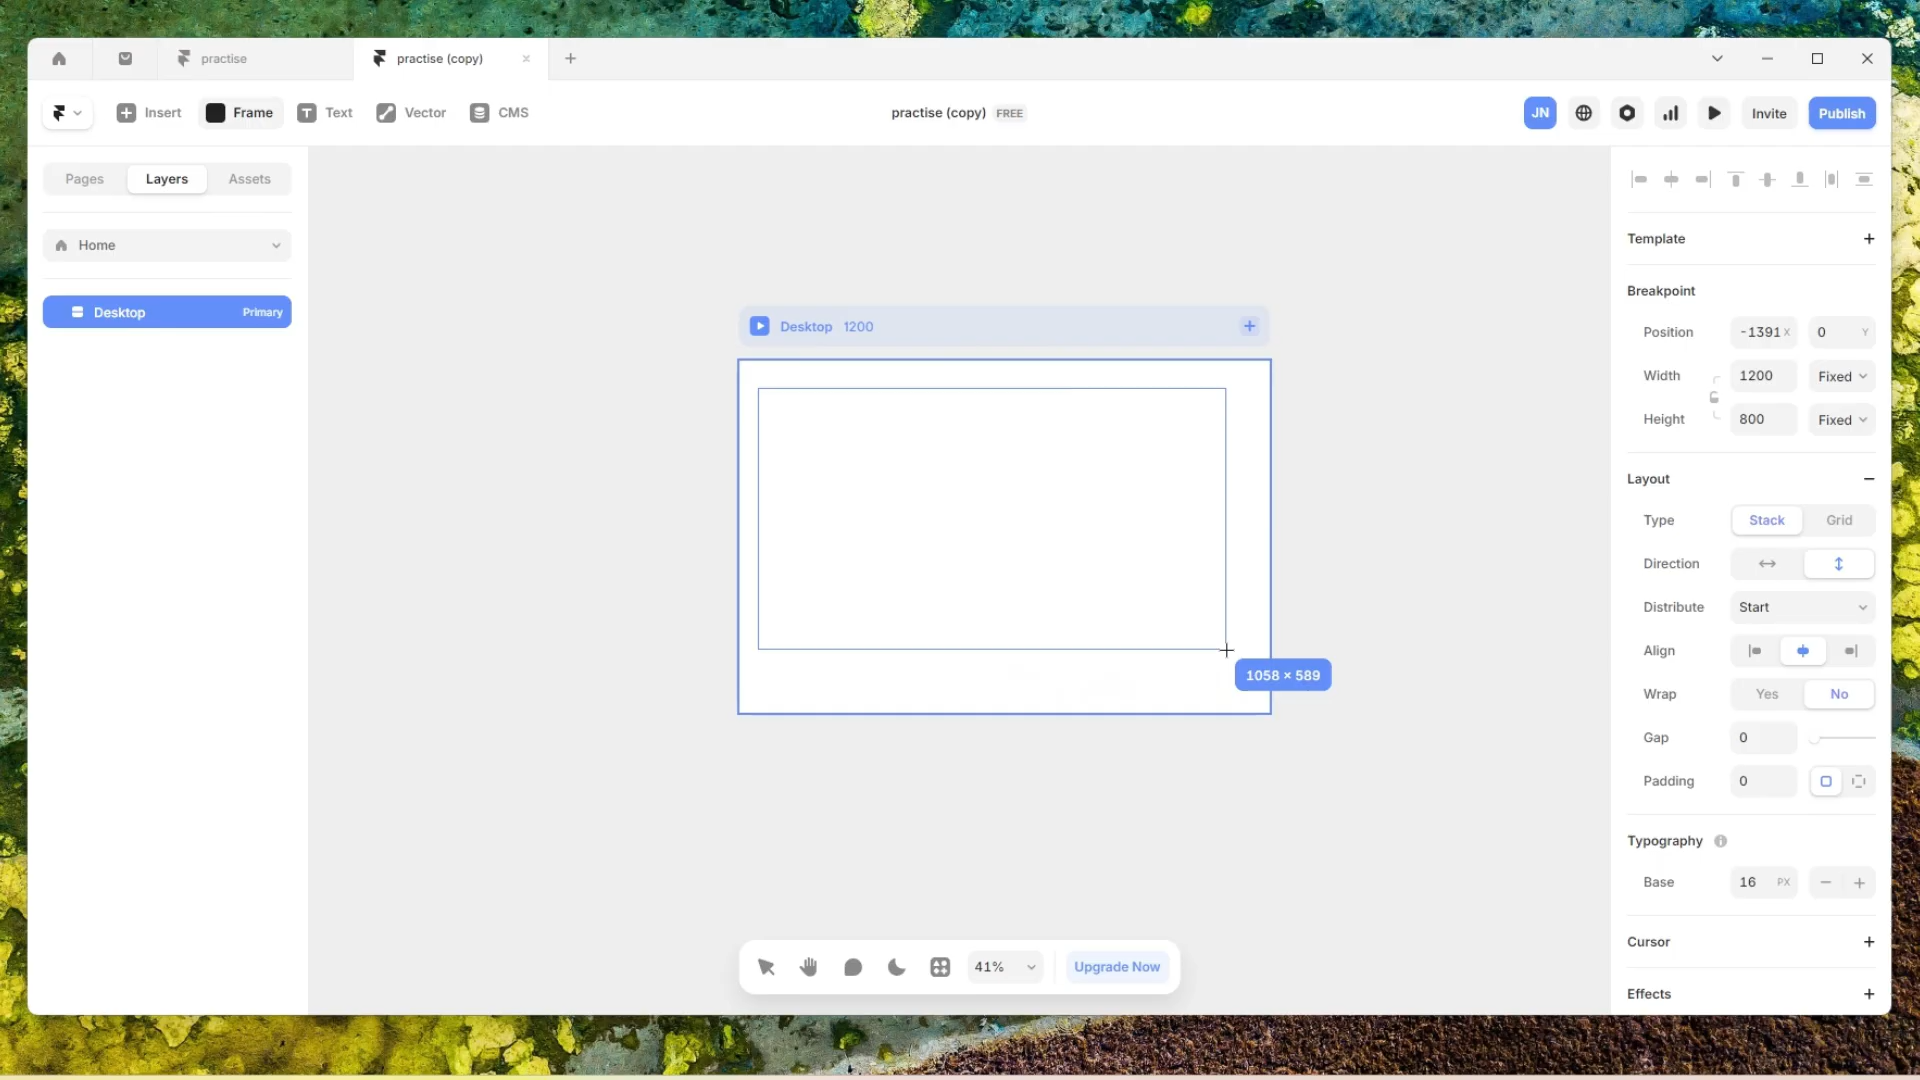 practise
practise (copy)
Insert
Frame
Text
Vector
CMS
practise (copy) FREE
JN
Invite
Publish
Pages
Layers
Assets
Home
Desktop
Primary
Desktop 1200
1058 × 589
41%
Upgrade Now
Template
Breakpoint
Position -1391 X 0 Y
Width 1200 Fixed
Height 800 Fixed
Layout
Type Stack Grid
Direction
Distribute Start
Align
Wrap Yes No
Gap 0
Padding 0
Typography
Base 16 PX
Cursor
Effects